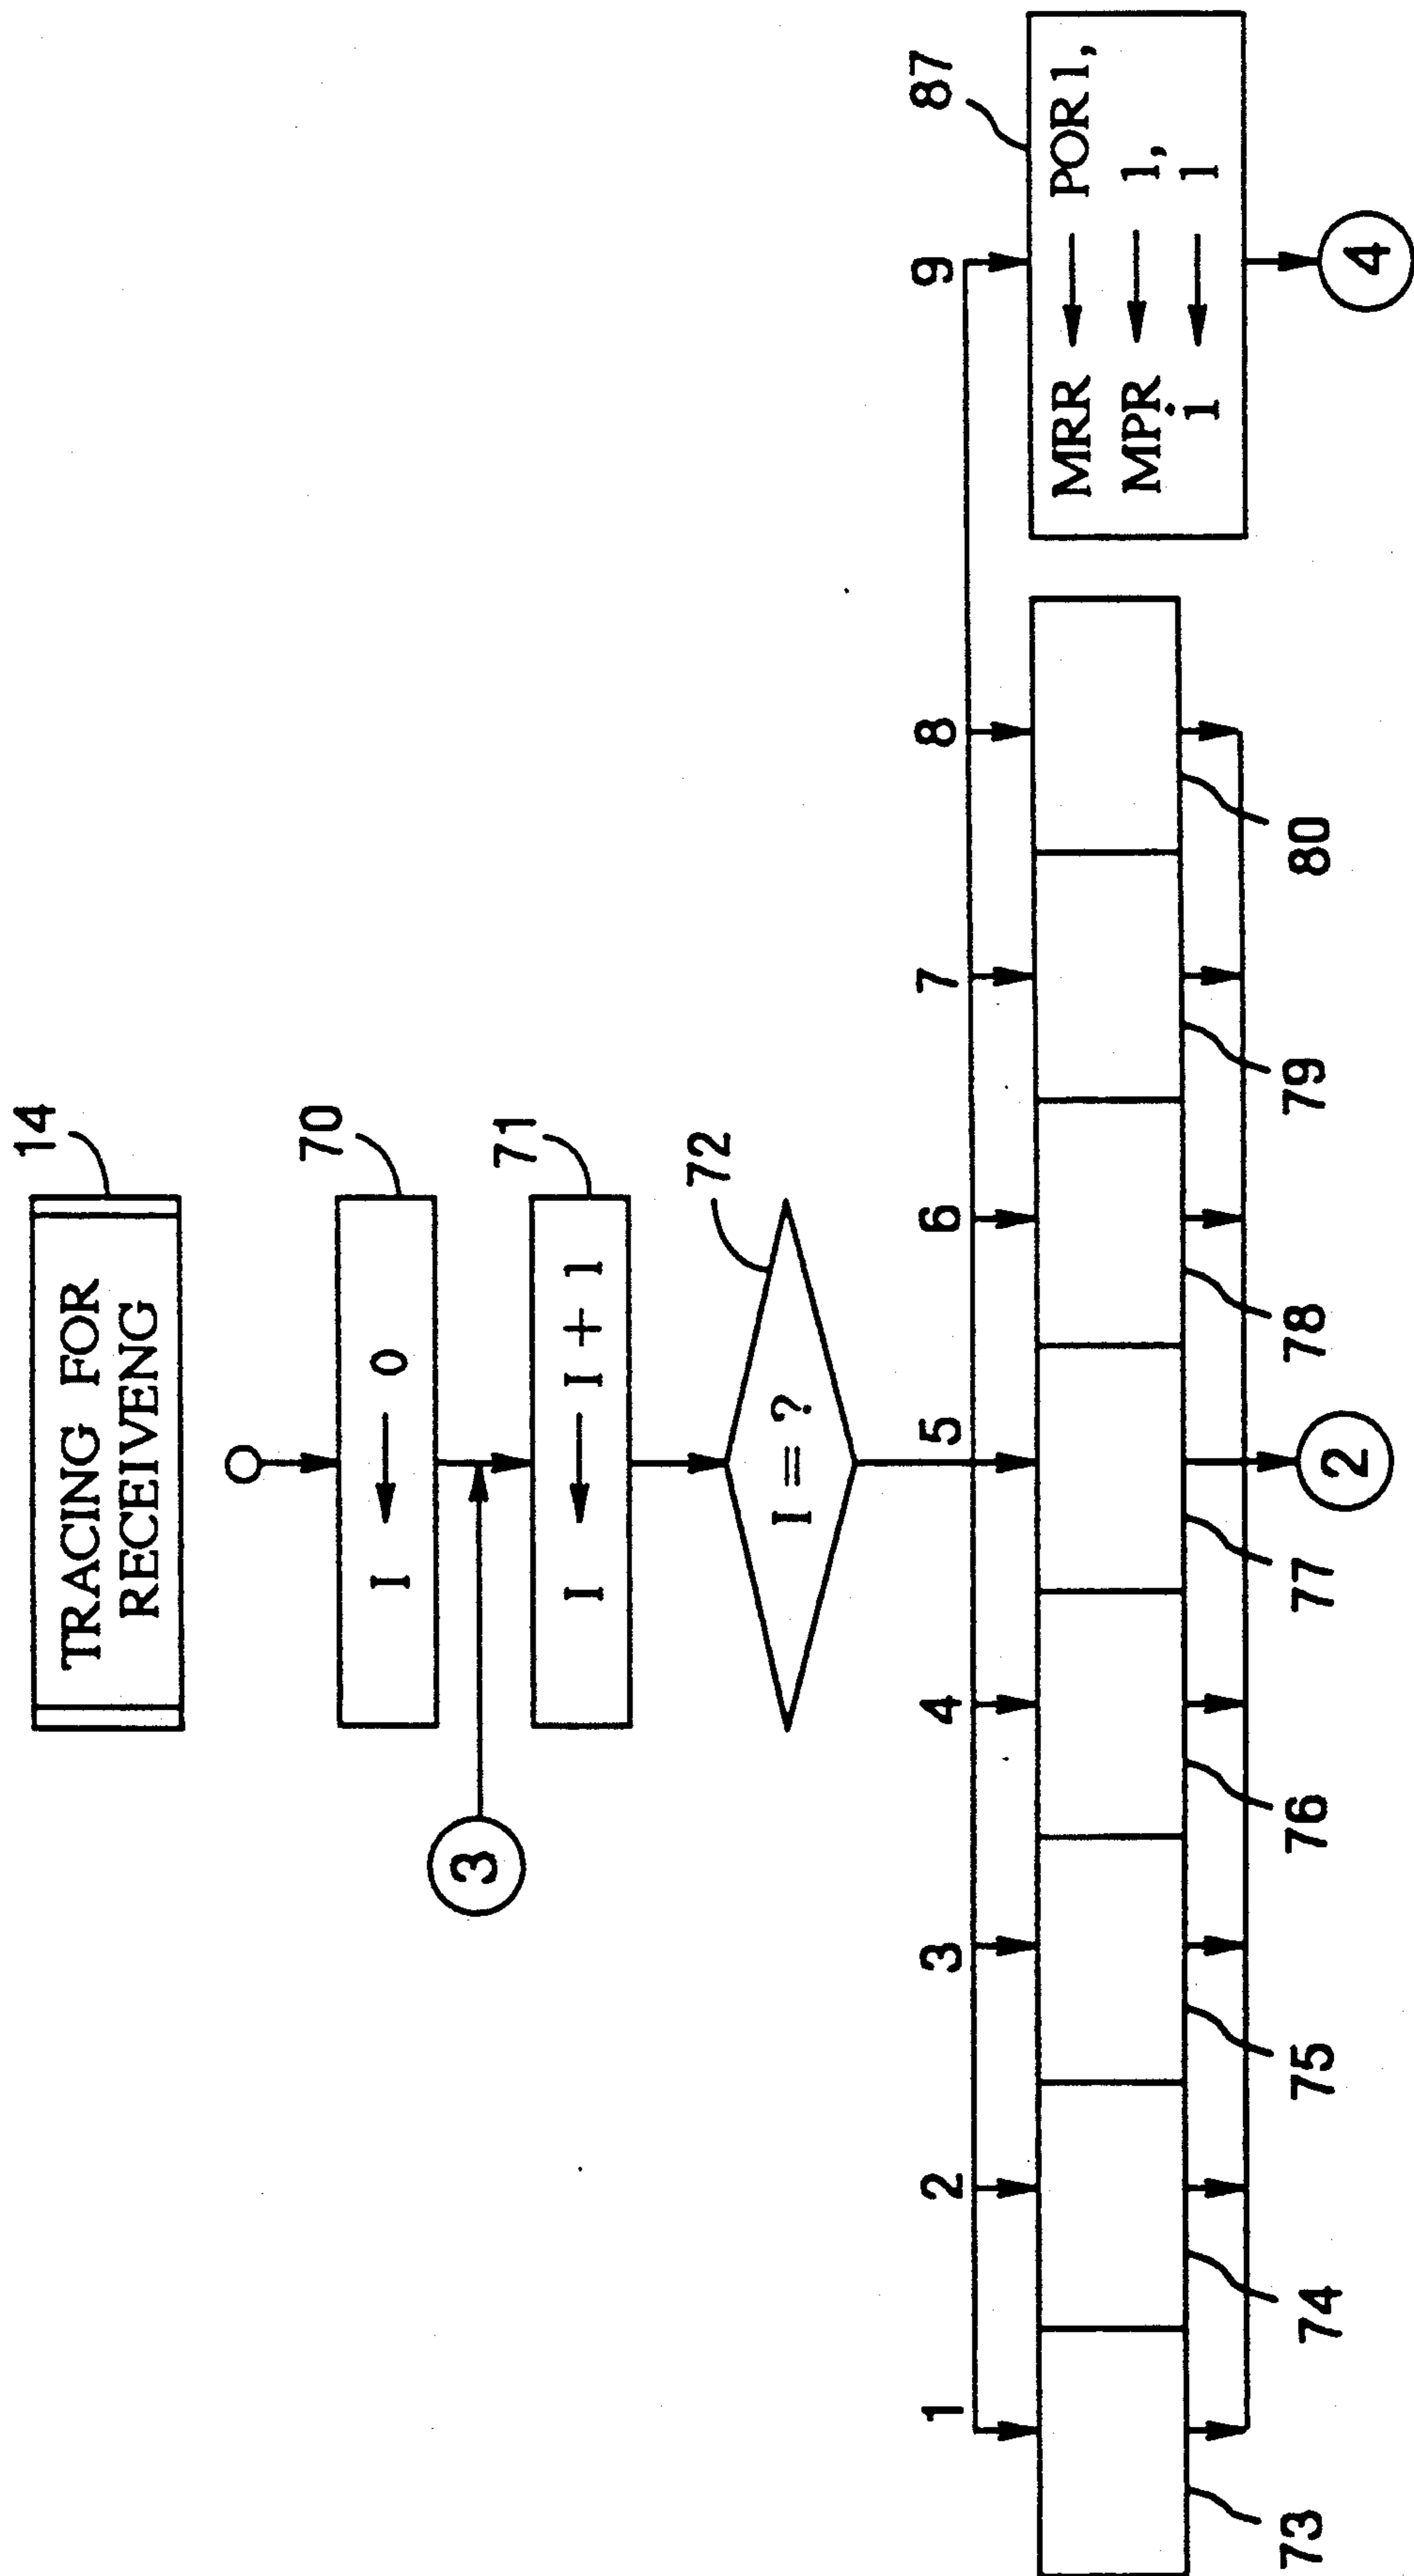 TRACING FOR
RECEIVENG
14
I ← 0
70
3
I ← I + 1
71
I = ?
72
1 2 3 4 5 6 7 8 9
MRR ← POR1,
MPR ← 1,
i ← 1
87
73 74 75 76 77 78 79 80
2
4